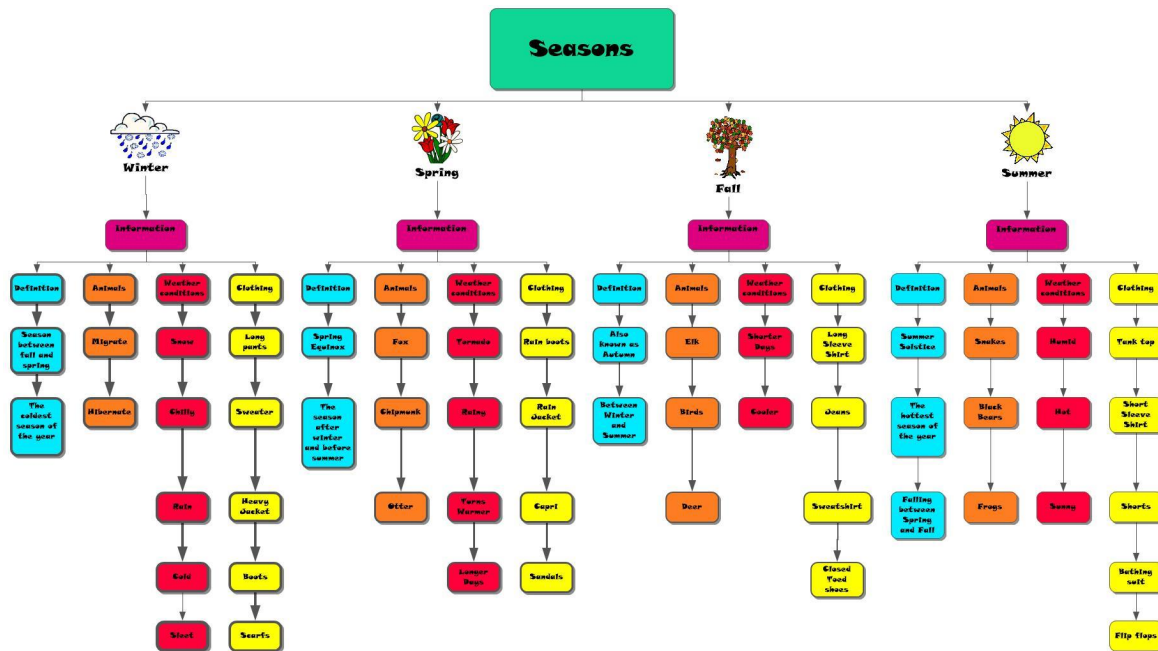 Seasons
Winter
Spring
Fall
Summer
Information
Information
Information
Information
Definition
Animals
Weather
conditions
Clothing
Definition
Animals
Weather
conditions
Clothing
Definition
Animals
Weather
conditions
Clothing
Definition
Animals
Weather
conditions
Clothing
Season
between
fall and
spring
Migrate
Snow
Long
pants
Spring
Equinox
Fox
Tornado
Rain boots
Also
known as
Autumn
Elk
Shorter
Days
Long
Sleeve
Shirt
Summer
Solstice
Snakes
Humid
Tank top
The
coldest
season of
the year
Hibernate
Chilly
Sweater
The
season
after
winter
and before
summer
Chipmonk
Rainy
Rain
Jacket
Between
Winter
and
Summer
Birds
Cooler
Jeans
The
hottest
season of
the year
Black
Bears
Hot
Short
Sleeve
Shirt
Rain
Heavy
Jacket
Otter
Turns
Warmer
Capri
Deer
Sweatshirt
Falling
between
Spring
and Fall
Frogs
Sunny
Shorts
Cold
Boots
Longer
Days
Sandals
Closed
Toed
shoes
Bathing
suit
Sleet
Scarfs
Flip flops